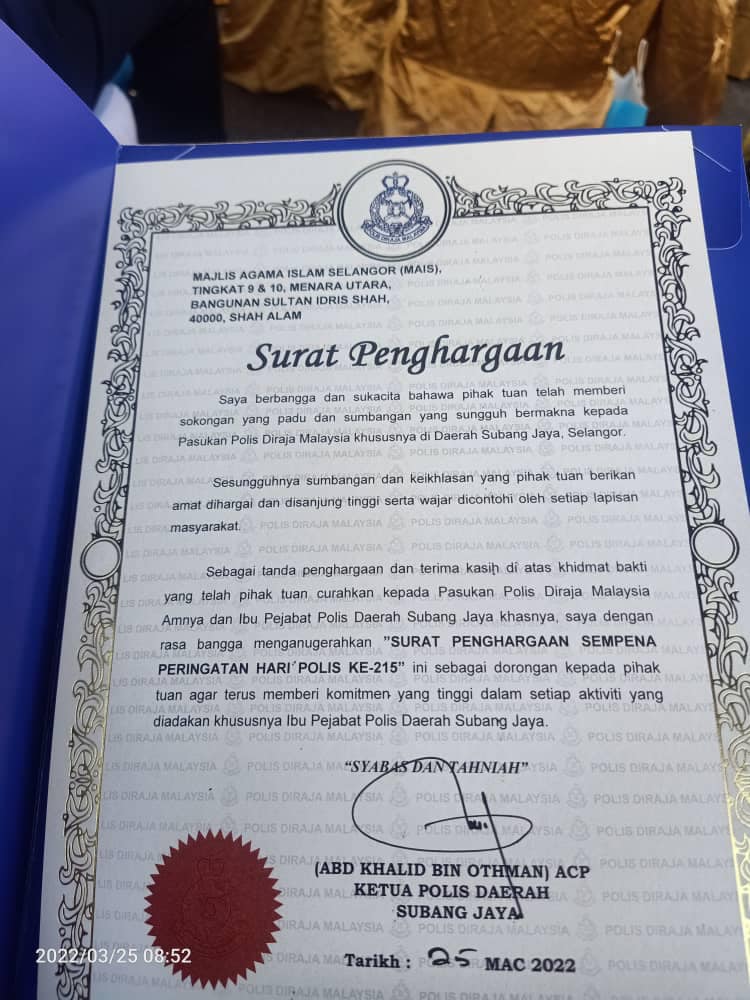 POLIS DIRAJA MALAYSIA
MAJLIS AGAMA ISLAM SELANGOR (MAIS),
TINGKAT 9 & 10, MENARA UTARA,
BANGUNAN SULTAN IDRIS SHAH,
40000, SHAH ALAM
Surat Penghargaan
Saya berbangga dan sukacita bahawa pihak tuan telah memberi
sokongan yang padu dan sumbangan yang sungguh bermakna kepada
Pasukan Polis Diraja Malaysia khususnya di Daerah Subang Jaya, Selangor.
Sesungguhnya sumbangan dan keikhlasan yang pihak tuan berikan
amat dihargai dan disanjung tinggi serta wajar dicontohi oleh setiap lapisan
masyarakat.
Sebagai tanda penghargaan dan terima kasih di atas khidmat bakti
yang telah pihak tuan curahkan kepada Pasukan Polis Diraja Malaysia
Amnya dan Ibu Pejabat Polis Daerah Subang Jaya khasnya, saya dengan
rasa bangga menganugerahkan "SURAT PENGHARGAAN SEMPENA
PERINGATAN HARI POLIS KE-215" ini sebagai dorongan kepada pihak
tuan agar terus memberi komitmen yang tinggi dalam setiap aktiviti yang
diadakan khususnya Ibu Pejabat Polis Daerah Subang Jaya.
"SYABAS DAN TAHNIAH"
(ABD KHALID BIN OTHMAN) ACP
KETUA POLIS DAERAH
SUBANG JAYA
Tarikh : 25 MAC 2022
2022/03/25 08:52